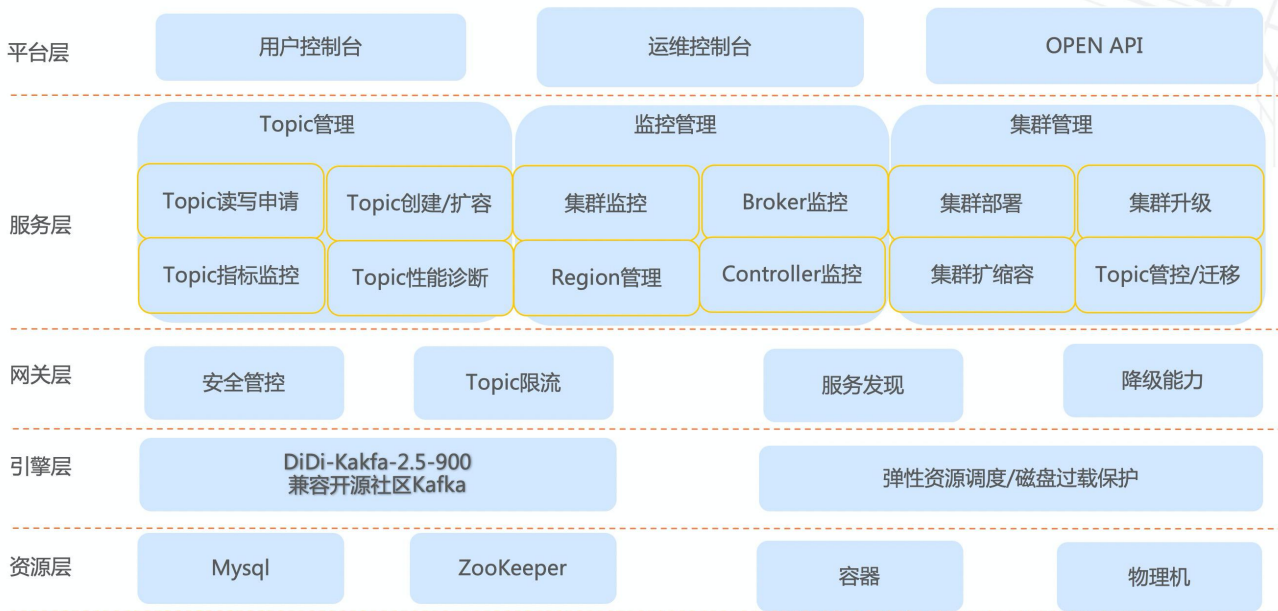 平台层
用户控制台
运维控制台
OPEN API
服务层
Topic管理
监控管理
集群管理
Topic读写申请
Topic创建/扩容
集群监控
Broker监控
集群部署
集群升级
Topic指标监控
Topic性能诊断
Region管理
Controller监控
集群扩缩容
Topic管控/迁移
网关层
安全管控
Topic限流
服务发现
降级能力
引擎层
DiDi-Kakfa-2.5-900
兼容开源社区Kafka
弹性资源调度/磁盘过载保护
资源层
Mysql
ZooKeeper
容器
物理机